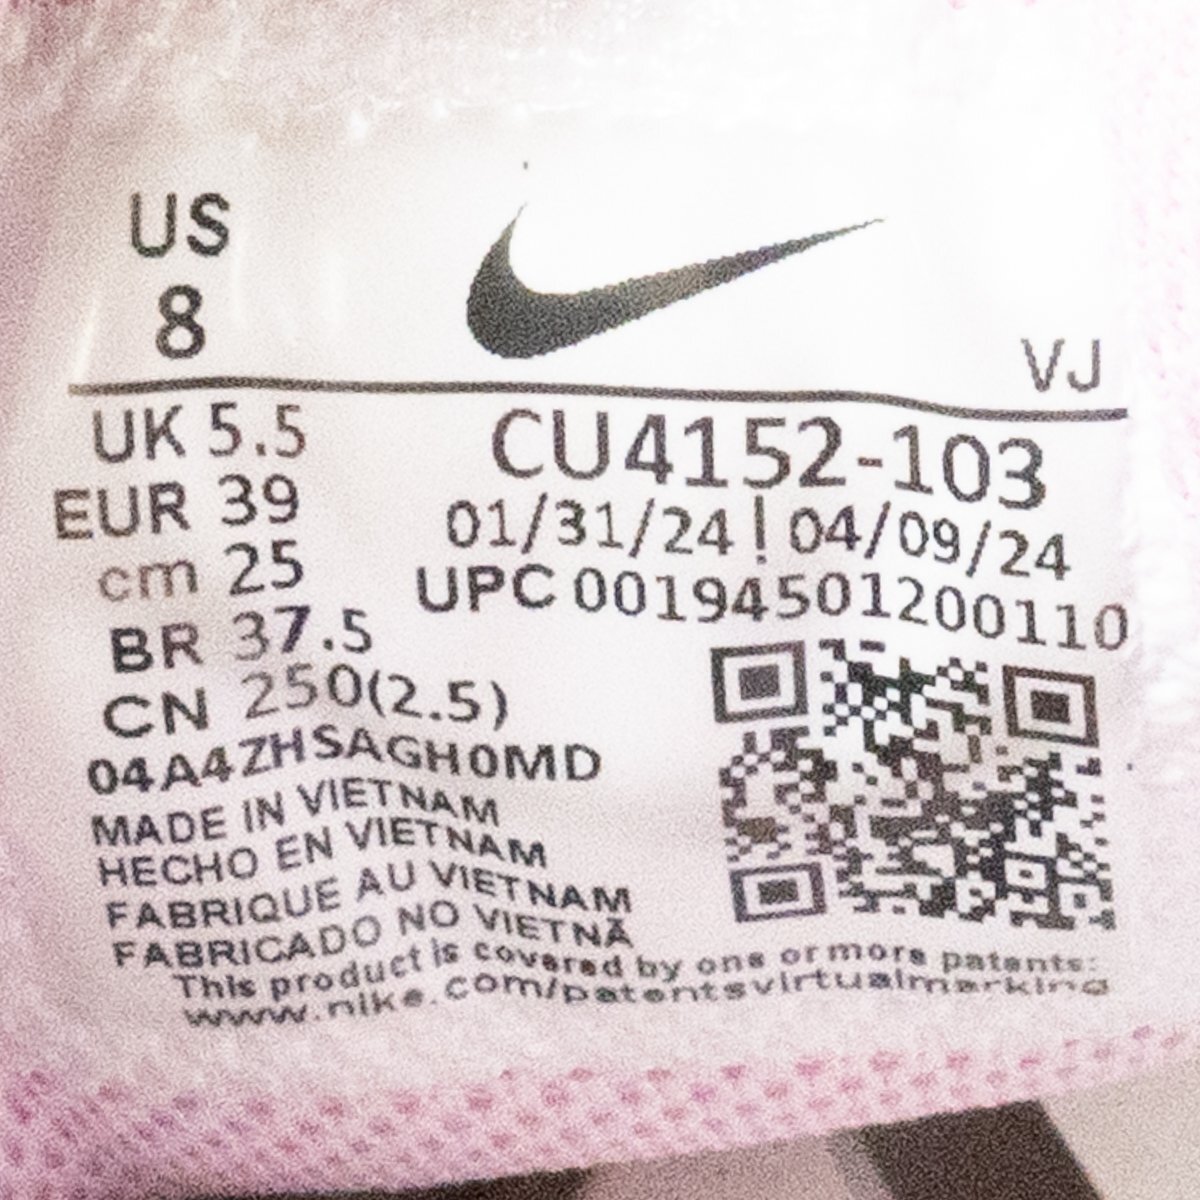 US
8
VJ
UK 5.5
EUR 39
cm 25
BR 37.5
CN 250(2.5)
CU4152-103
01/31/24 | 04/09/24
UPC 00194501200110
04A4ZHSAGH0MD
MADE IN VIETNAM
HECHO EN VIETNAM
FABRIQUE AU VIETNAM
FABRICADO NO VIETNÃ
This product is covered by one or more patents:
www.nike.com/patentsvirtualmarking